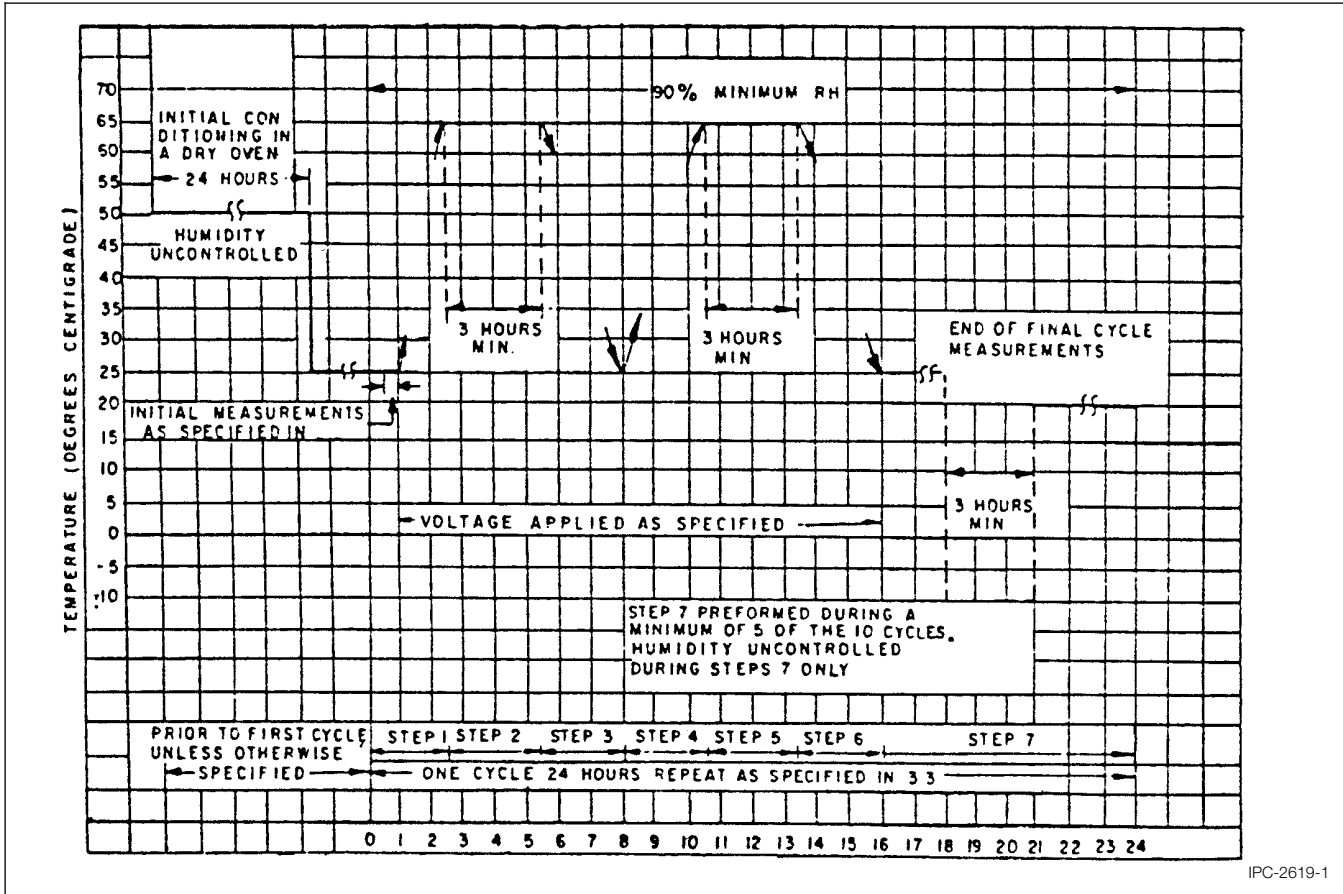 90% MINIMUM RH
INITIAL CON
DITIONING IN
A DRY OVEN
24 HOURS
HUMIDITY
UNCONTROLLED
3 HOURS
MIN.
3 HOURS
MIN
END OF FINAL CYCLE
MEASUREMENTS
INITIAL MEASUREMENTS
AS SPECIFIED IN
3 HOURS
MIN
VOLTAGE APPLIED AS SPECIFIED
STEP 7 PREFORMED DURING A
MINIMUM OF 5 OF THE 10 CYCLES.
HUMIDITY UNCONTROLLED
DURING STEPS 7 ONLY
TEMPERATURE (DEGREES CENTIGRADE)
70
65
60
55
50
45
40
35
30
25
20
15
10
5
0
-5
-10
PRIOR TO FIRST CYCLE,
UNLESS OTHERWISE
SPECIFIED
STEP 1 STEP 2 STEP 3 STEP 4 STEP 5 STEP 6 STEP 7
ONE CYCLE 24 HOURS REPEAT AS SPECIFIED IN 3 3
0 1 2 3 4 5 6 7 8 9 10 11 12 13 14 15 16 17 18 19 20 21 22 23 24
IPC-2619-1